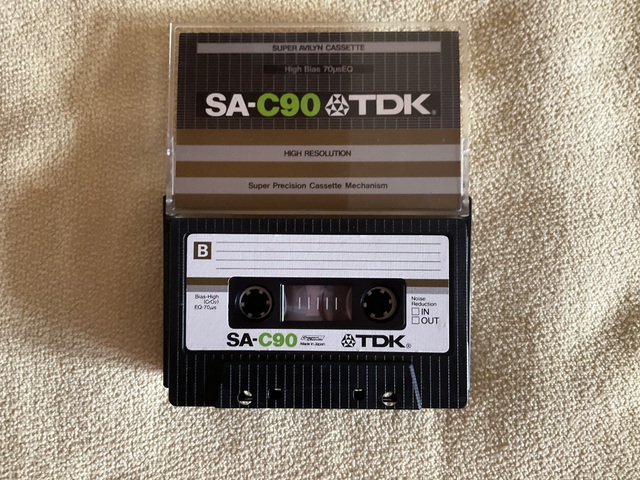 SUPER AVILYN CASSETTE
High Bias 70μsEQ
SA-C90 TDK®
HIGH RESOLUTION
Super Precision Cassette Mechanism
B
Bias-High
(CrO₂)
EQ-70μs
Noise
Reduction
IN
OUT
SA-C90 Made in Japan TDK®